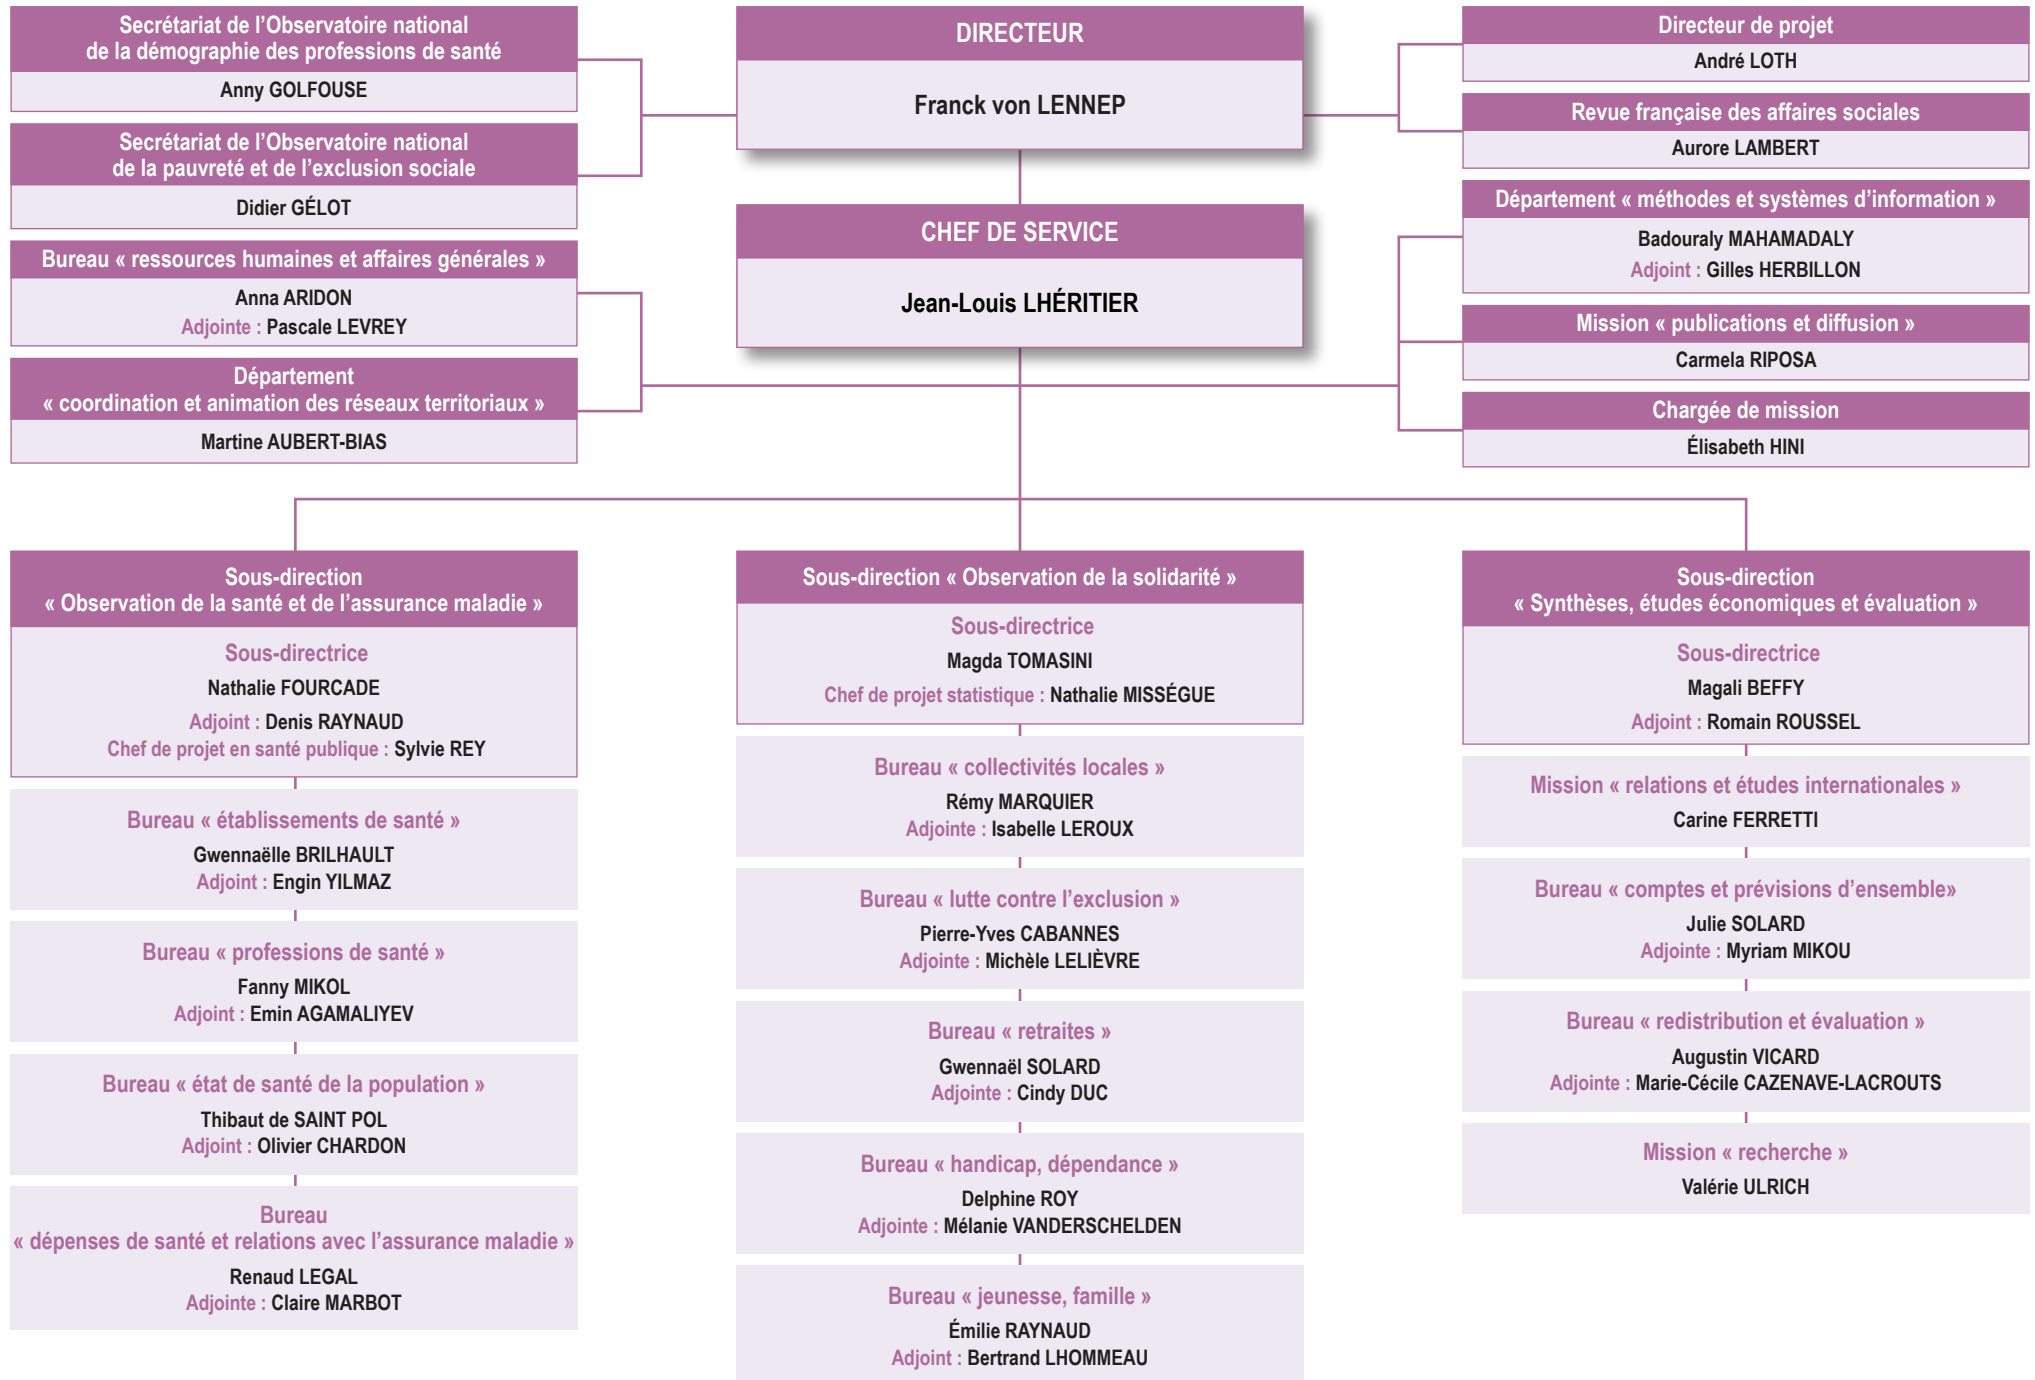 Secrétariat de l’Observatoire national
de la démographie des professions de santé
Anny GOLFOUSE
Secrétariat de l’Observatoire national
de la pauvreté et de l’exclusion sociale
Didier GÉLOT
Bureau « ressources humaines et affaires générales »
Anna ARIDON
Adjointe : Pascale LEVREY
Département
« coordination et animation des réseaux territoriaux »
Martine AUBERT-BIAS
DIRECTEUR
Franck von LENNEP
CHEF DE SERVICE
Jean-Louis LHÉRITIER
Directeur de projet
André LOTH
Revue française des affaires sociales
Aurore LAMBERT
Département « méthodes et systèmes d’information »
Badouraly MAHAMADALY
Adjoint : Gilles HERBILLON
Mission « publications et diffusion »
Carmela RIPOSA
Chargée de mission
Élisabeth HINI
Sous-direction
« Observation de la santé et de l’assurance maladie »
Sous-directrice
Nathalie FOURCADE
Adjoint : Denis RAYNAUD
Chef de projet en santé publique : Sylvie REY
Bureau « établissements de santé »
Gwennaëlle BRILHAULT
Adjoint : Engin YILMAZ
Bureau « professions de santé »
Fanny MIKOL
Adjoint : Emin AGAMALIYEV
Bureau « état de santé de la population »
Thibaut de SAINT POL
Adjoint : Olivier CHARDON
Bureau
« dépenses de santé et relations avec l’assurance maladie »
Renaud LEGAL
Adjointe : Claire MARBOT
Sous-direction « Observation de la solidarité »
Sous-directrice
Magda TOMASINI
Chef de projet statistique : Nathalie MISSÉGUE
Bureau « collectivités locales »
Rémy MARQUIER
Adjointe : Isabelle LEROUX
Bureau « lutte contre l’exclusion »
Pierre-Yves CABANNES
Adjointe : Michèle LELIÈVRE
Bureau « retraites »
Gwennaël SOLARD
Adjointe : Cindy DUC
Bureau « handicap, dépendance »
Delphine ROY
Adjointe : Mélanie VANDERSCHELDEN
Bureau « jeunesse, famille »
Émilie RAYNAUD
Adjoint : Bertrand LHOMMEAU
Sous-direction
« Synthèses, études économiques et évaluation »
Sous-directrice
Magali BEFFY
Adjoint : Romain ROUSSEL
Mission « relations et études internationales »
Carine FERRETTI
Bureau « comptes et prévisions d’ensemble»
Julie SOLARD
Adjointe : Myriam MIKOU
Bureau « redistribution et évaluation »
Augustin VICARD
Adjointe : Marie-Cécile CAZENAVE-LACROUTS
Mission « recherche »
Valérie ULRICH